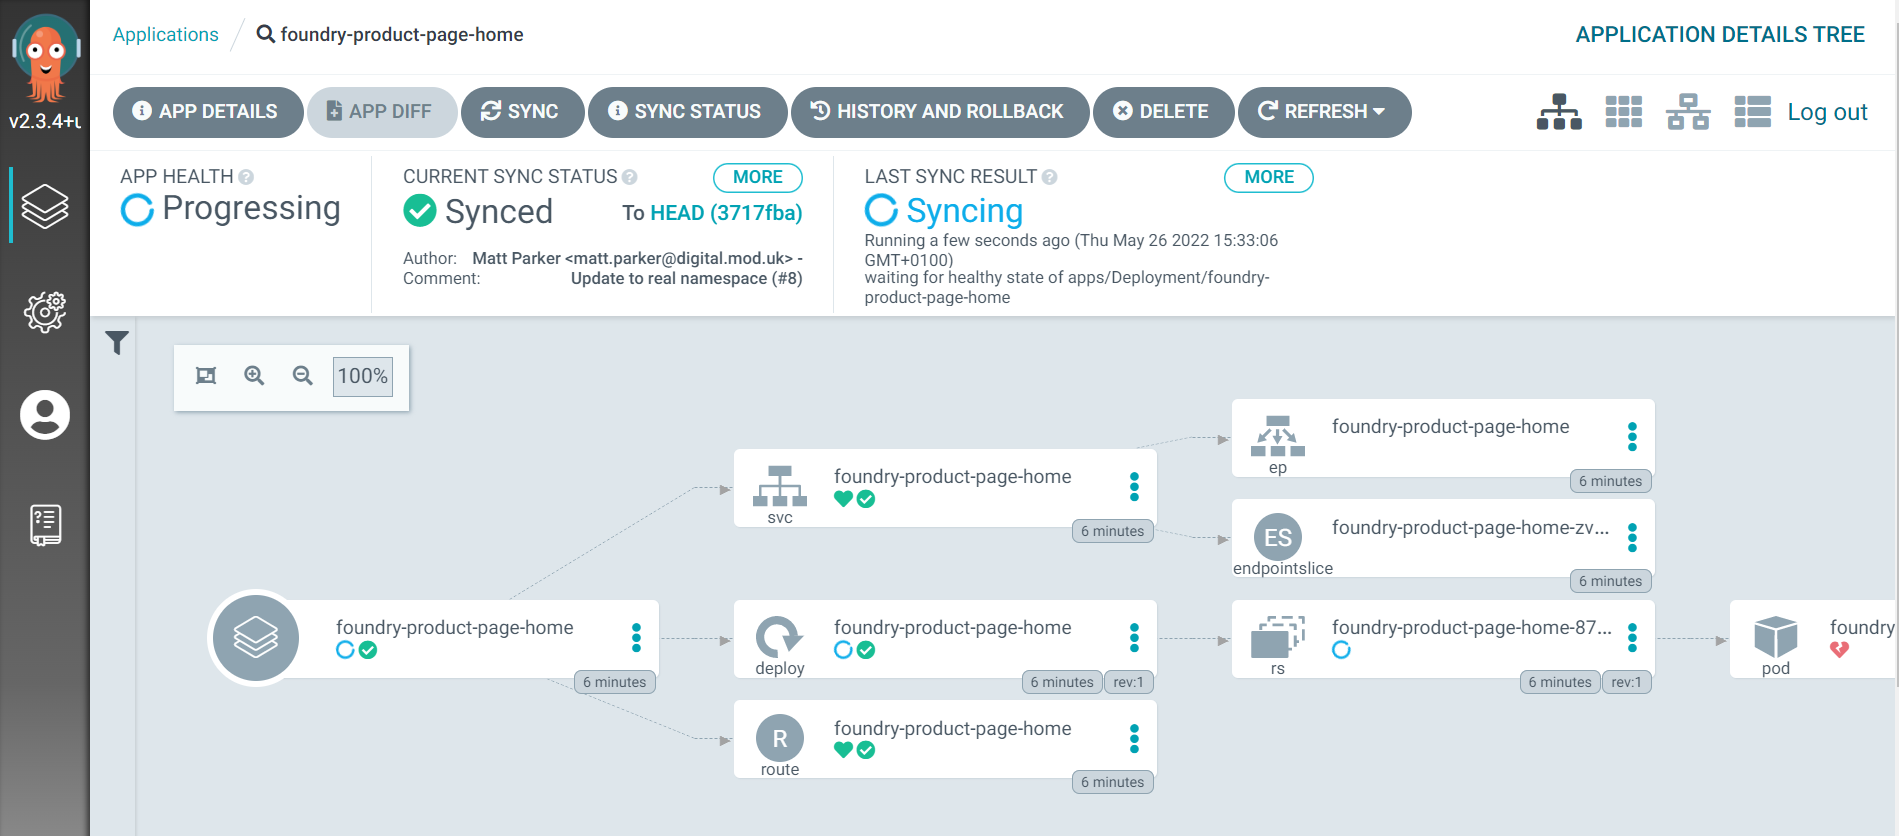 Applications / foundry-product-page-home
APPLICATION DETAILS TREE
v2.3.4+u
APP DETAILS
APP DIFF
SYNC
SYNC STATUS
HISTORY AND ROLLBACK
DELETE
REFRESH
Log out
APP HEALTH
Progressing
CURRENT SYNC STATUS
MORE
Synced
To HEAD (3717fba)
Author: Matt Parker <matt.parker@digital.mod.uk> -
Comment: Update to real namespace (#8)
LAST SYNC RESULT
MORE
Syncing
Running a few seconds ago (Thu May 26 2022 15:33:06
GMT+0100)
waiting for healthy state of apps/Deployment/foundry-
product-page-home
100%
foundry-product-page-home
6 minutes
svc
foundry-product-page-home
6 minutes
deploy
foundry-product-page-home
6 minutes
rev:1
R
route
foundry-product-page-home
6 minutes
ep
foundry-product-page-home
6 minutes
ES
endpointslice
foundry-product-page-home-zv...
6 minutes
rs
foundry-product-page-home-87...
6 minutes
rev:1
pod
foundry